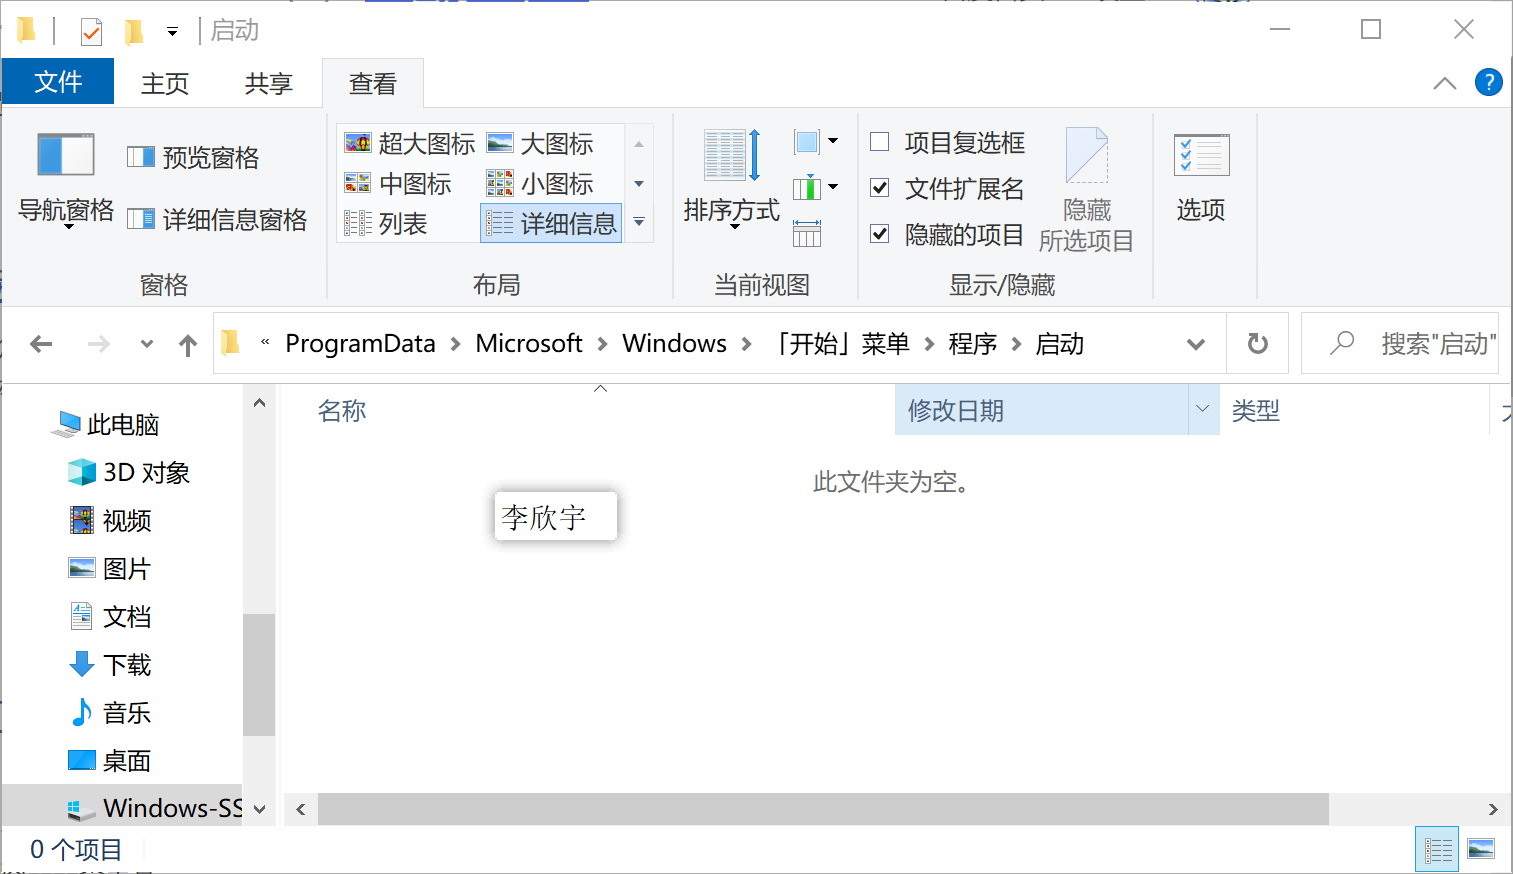 启动
文件 主页 共享 查看
导航窗格
预览窗格
详细信息窗格
窗格
超大图标 大图标
中图标 小图标
列表 详细信息
布局
排序方式
当前视图
项目复选框
文件扩展名
隐藏的项目
隐藏
所选项目
显示/隐藏
选项
« ProgramData > Microsoft > Windows > 「开始」菜单 > 程序 > 启动
搜索"启动"
名称 修改日期 类型
此电脑
3D 对象
视频
图片
文档
下载
音乐
桌面
Windows-SS
此文件夹为空。
李欣宇
0 个项目